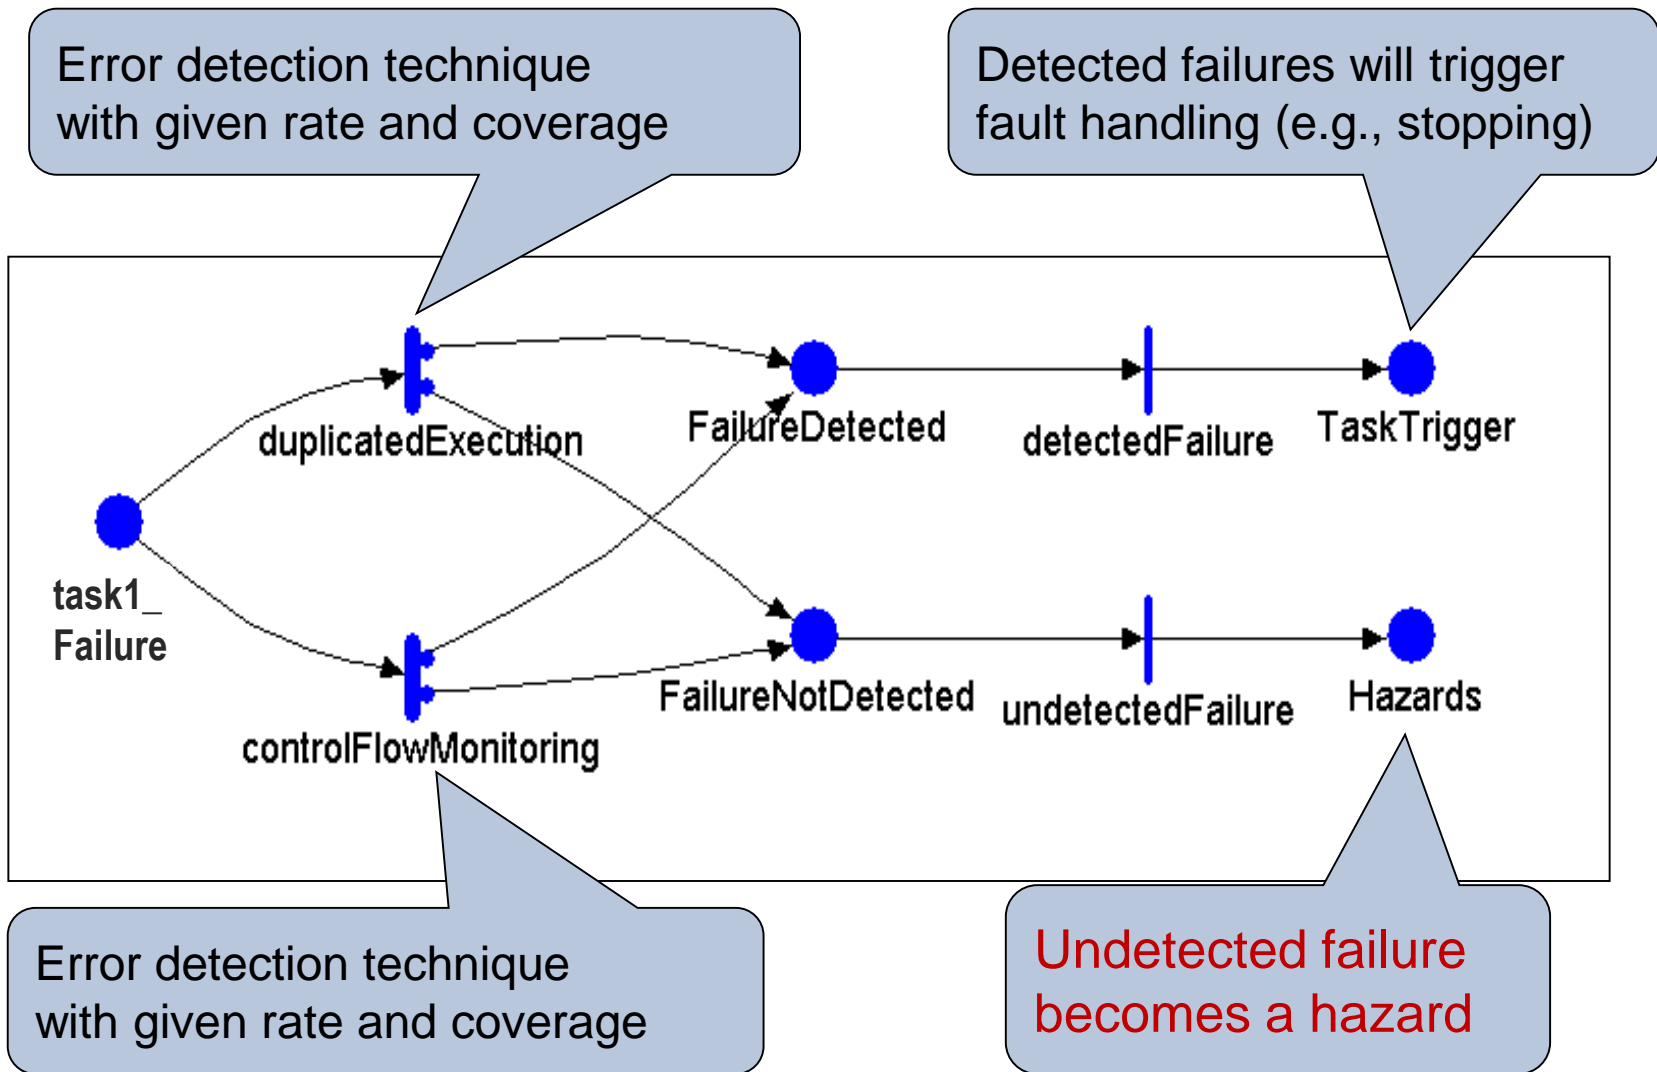 Error detection technique
with given rate and coverage
Detected failures will trigger
fault handling (e.g., stopping)
duplicatedExecution
FailureDetected
detectedFailure
TaskTrigger
task1_
Failure
controlFlowMonitoring
FailureNotDetected
undetectedFailure
Hazards
Error detection technique
with given rate and coverage
Undetected failure
becomes a hazard